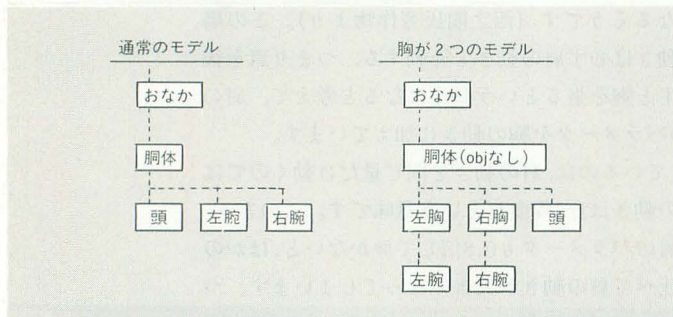 通常のモデル
おなか
胴体
頭 左腕 右腕
胸が2つのモデル
おなか
胴体(objなし)
左胸 右胸 頭
左腕 右腕